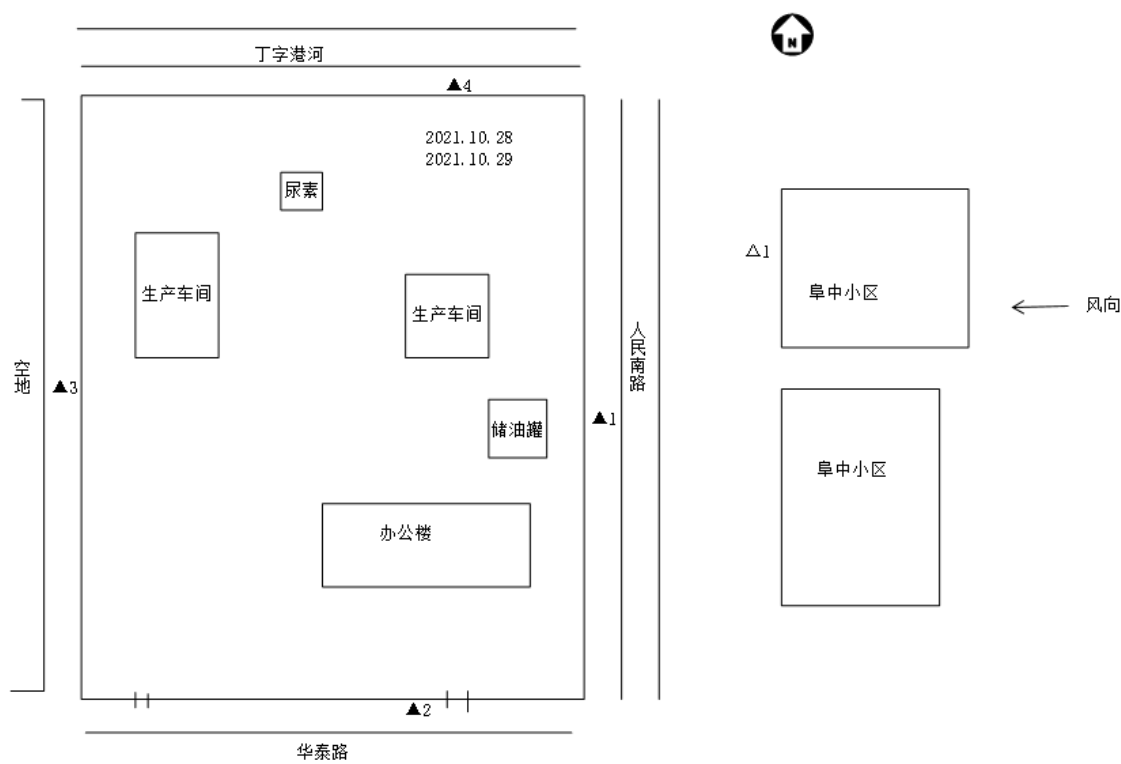 丁字港河
N
▲4
2021.10.28
2021.10.29
尿素
生产车间
生产车间
△1
阜中小区
风向
人民南路
空地
▲3
储油罐
▲1
阜中小区
办公楼
▲2
华泰路